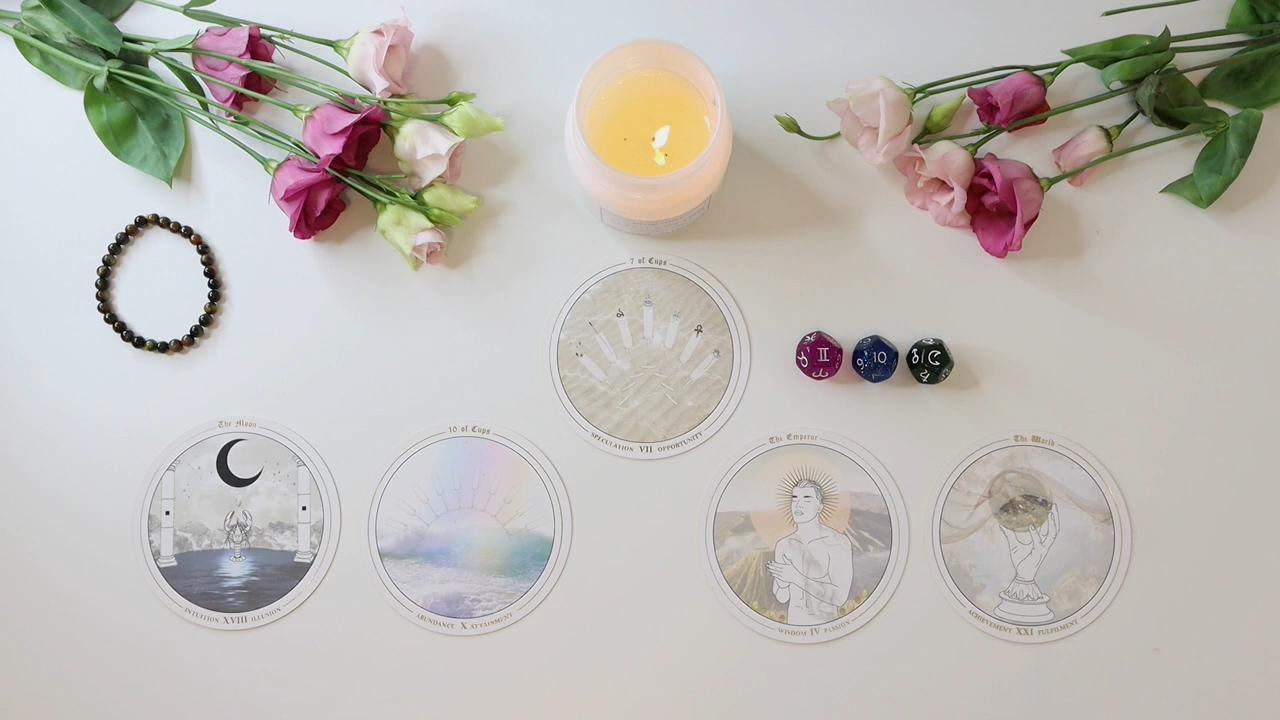 7 of Cups
SPECULATION VII OPPORTUNITY
10
9
The Moon
INTUITION XVIII ILLUSION
10 of Cups
ABUNDANCE X ATTAINMENT
The Emperor
WISDOM IV PASSION
The World
ACHIEVEMENT XXI FULFILMENT